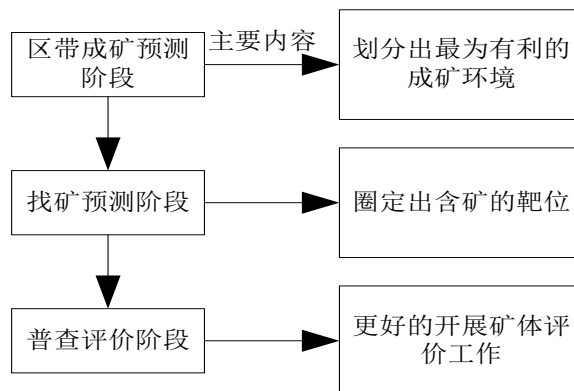 区带成矿预测
阶段
主要内容
划分出最为有利的
成矿环境
找矿预测阶段
圈定出含矿的靶位
普查评价阶段
更好的开展矿体评
价工作